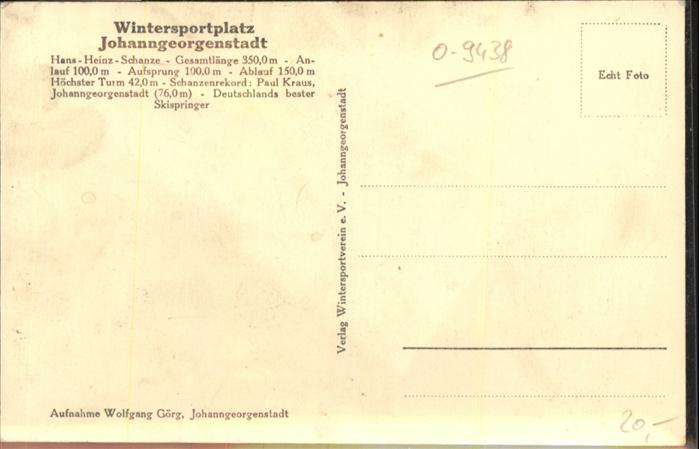 Wintersportplatz
Johanngeorgenstadt
Hans-Heinz-Schanze - Gesamtlänge 350,0 m - An-
lauf 100,0 m - Aufsprung 100,0 m - Ablauf 150,0 m
Höchster Turm 42,0 m - Schanzenrekord: Paul Kraus,
Johanngeorgenstadt (76,0 m) - Deutschlands bester
Skispringer
Aufnahme Wolfgang Görg, Johanngeorgenstadt
Verlag Wintersportverein e. V. - Johanngeorgenstadt
O-9438
Echt Foto
20,-